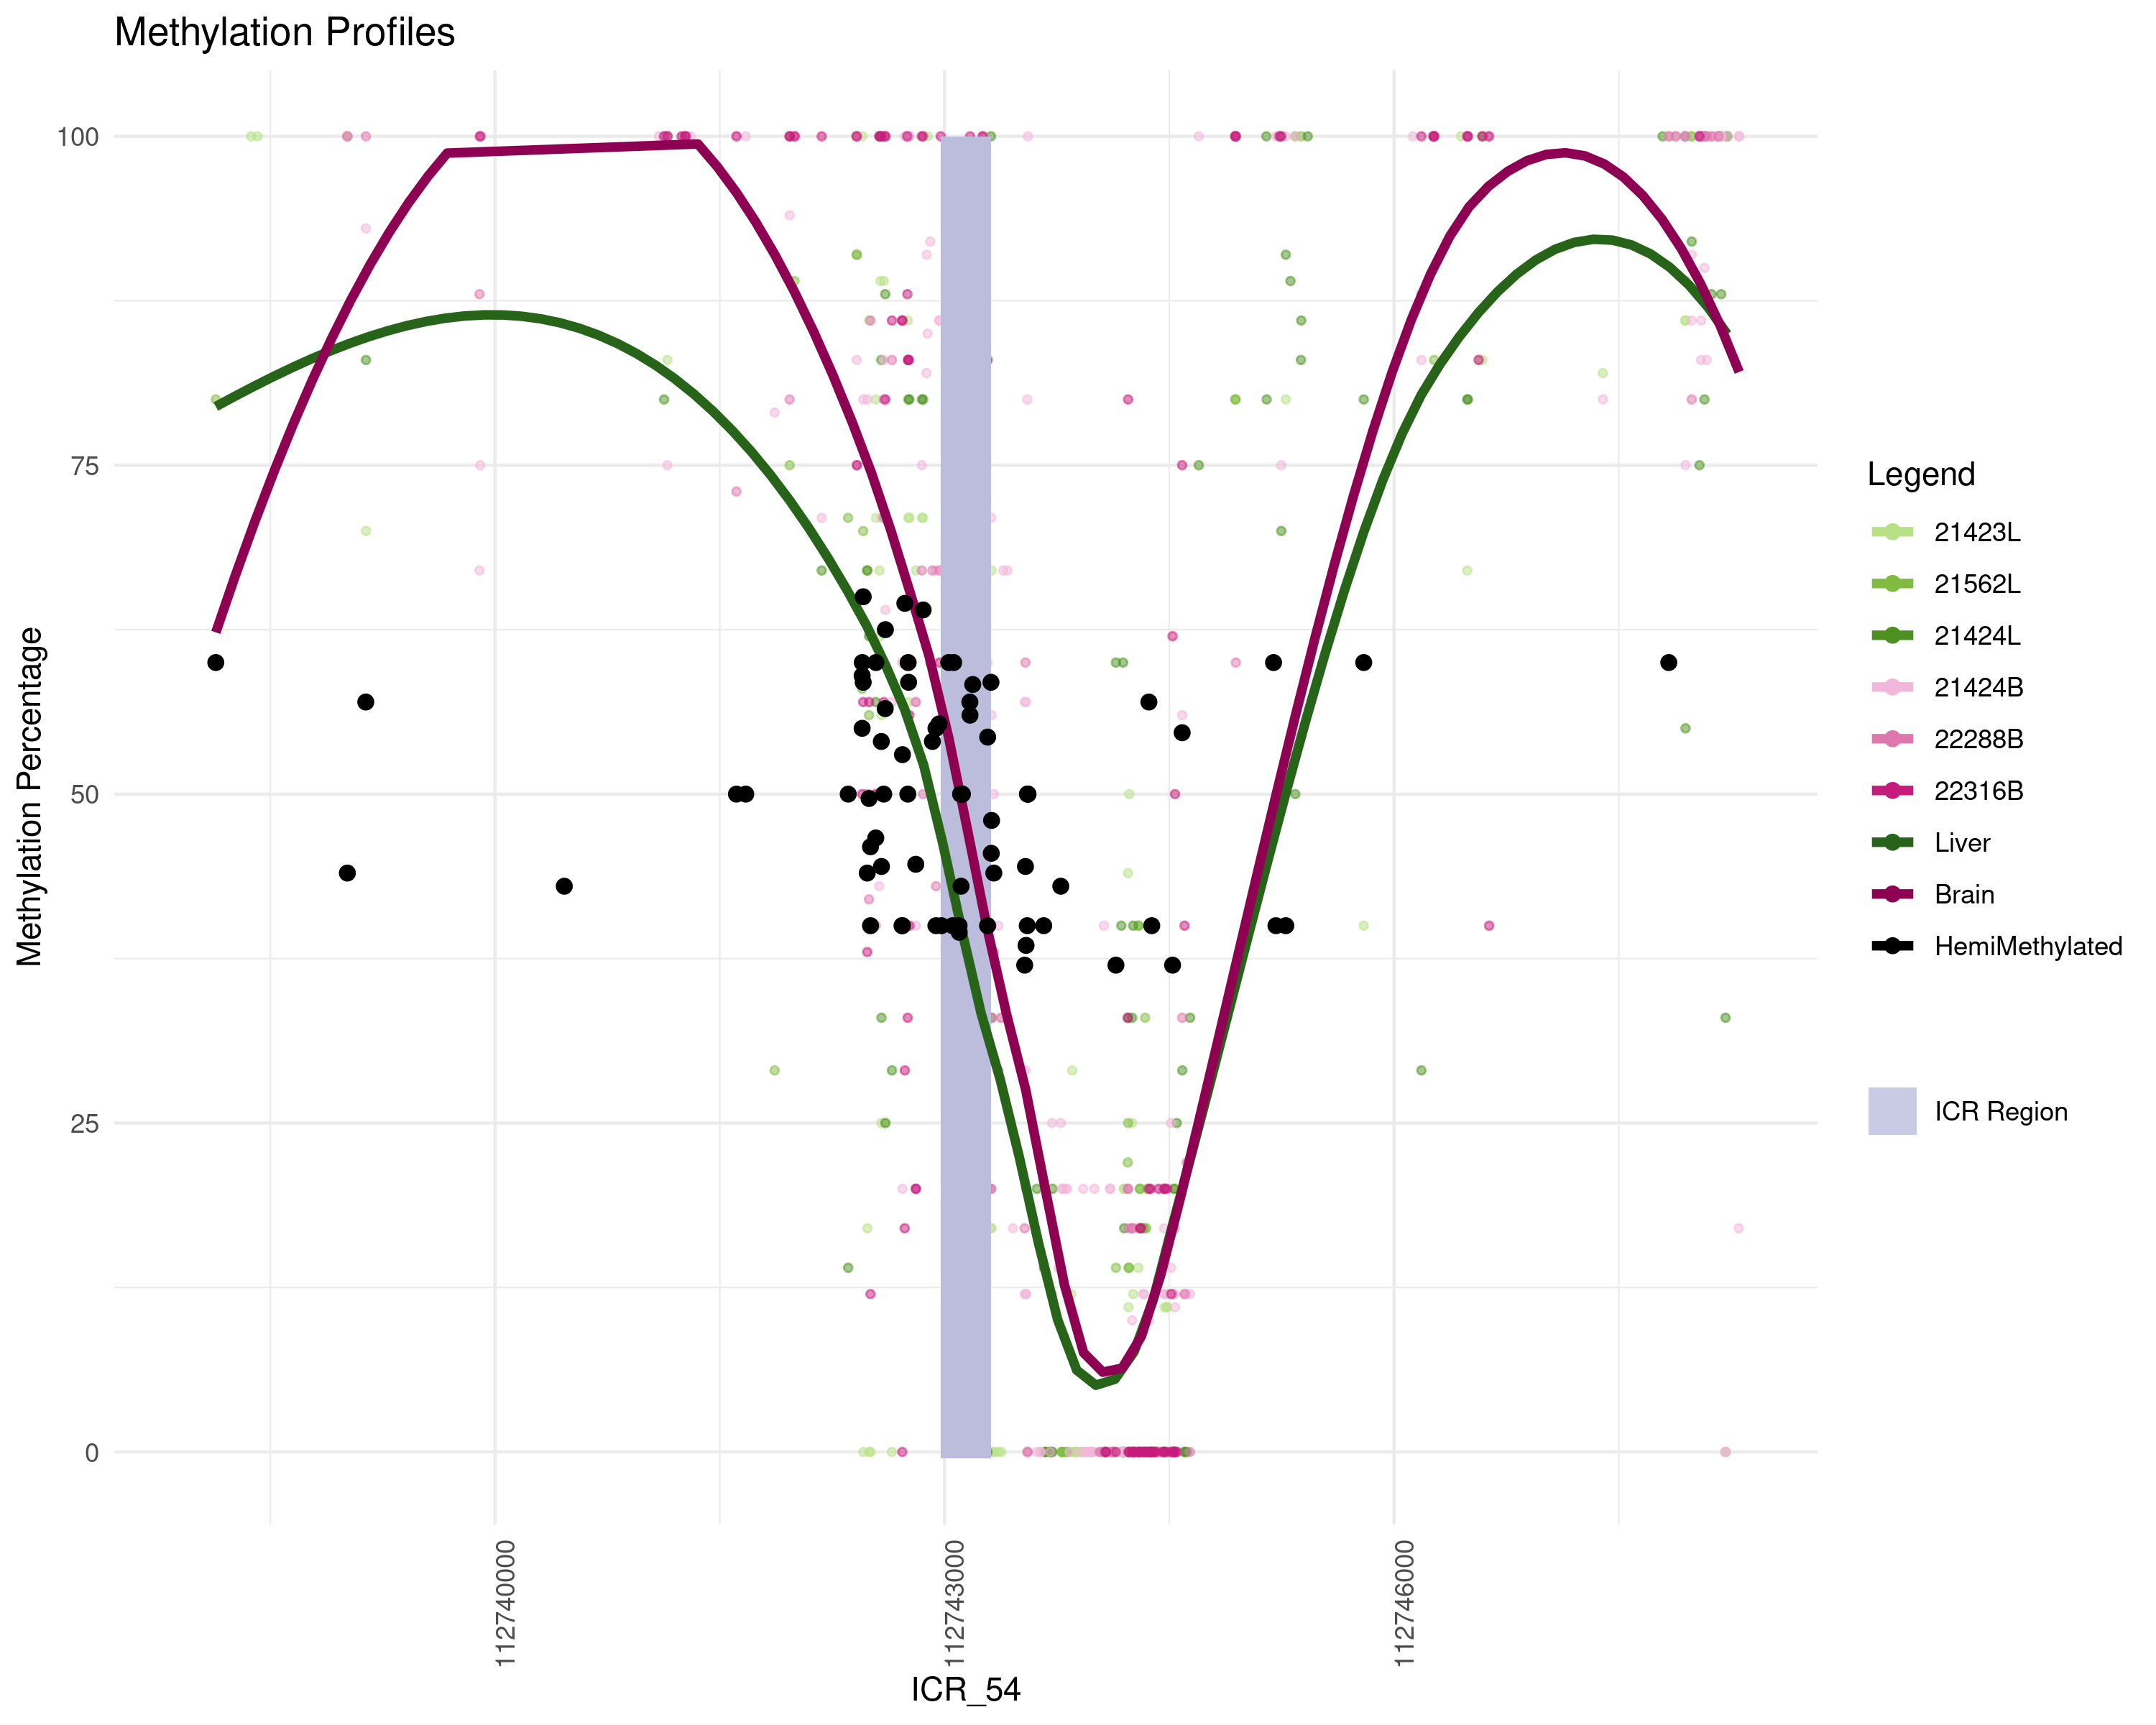 Methylation Profiles
100
75
50
25
0
Methylation Percentage
112740000
112743000
112746000
ICR_54
Legend
21423L
21562L
21424L
21424B
22288B
22316B
Liver
Brain
HemiMethylated
ICR Region